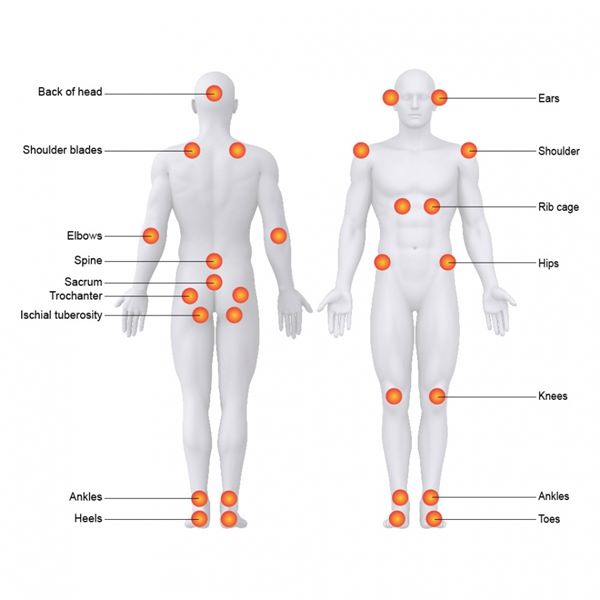 Back of head
Shoulder blades
Elbows
Spine
Sacrum
Trochanter
Ischial tuberosity
Ankles
Heels
Ears
Shoulder
Rib cage
Hips
Knees
Ankles
Toes